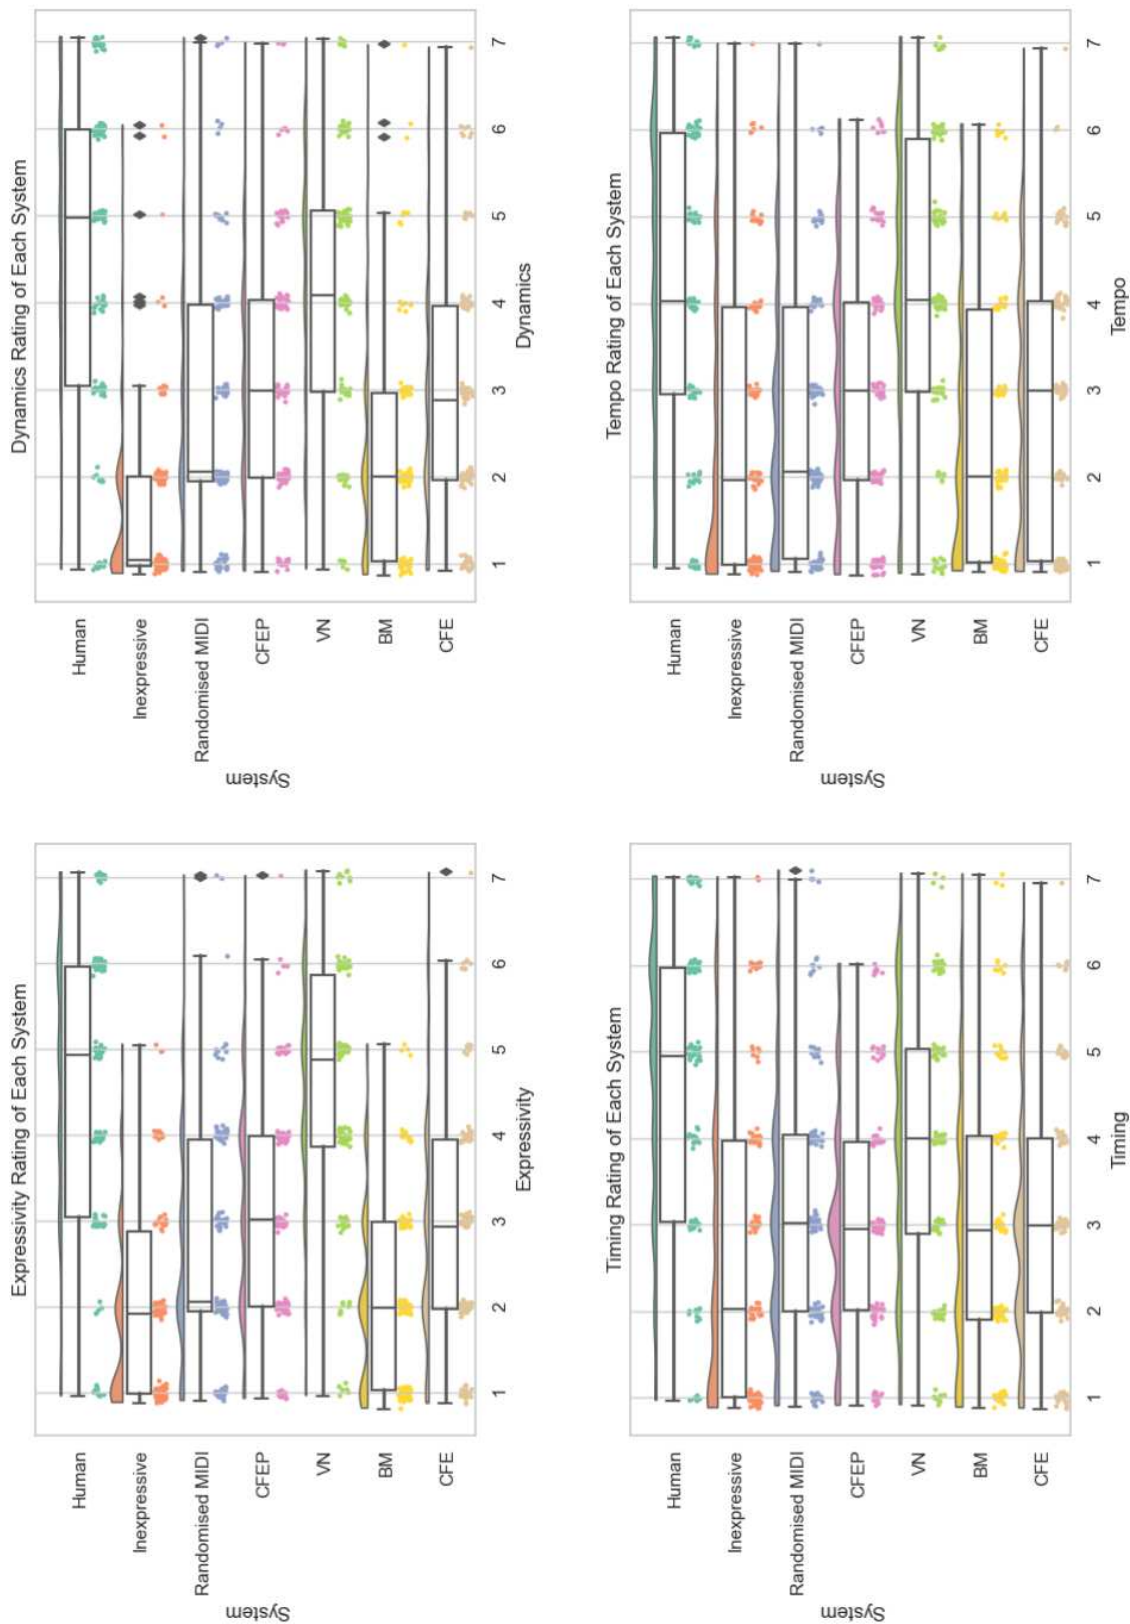 Expressivity Rating of Each System
System
Human
Inexpressive
Randomised MIDI
CFEP
VN
BM
CFE
1 2 3 4 5 6 7
Expressivity
Dynamics Rating of Each System
System
Human
Inexpressive
Randomised MIDI
CFEP
VN
BM
CFE
1 2 3 4 5 6 7
Dynamics
Timing Rating of Each System
System
Human
Inexpressive
Randomised MIDI
CFEP
VN
BM
CFE
1 2 3 4 5 6 7
Timing
Tempo Rating of Each System
System
Human
Inexpressive
Randomised MIDI
CFEP
VN
BM
CFE
1 2 3 4 5 6 7
Tempo